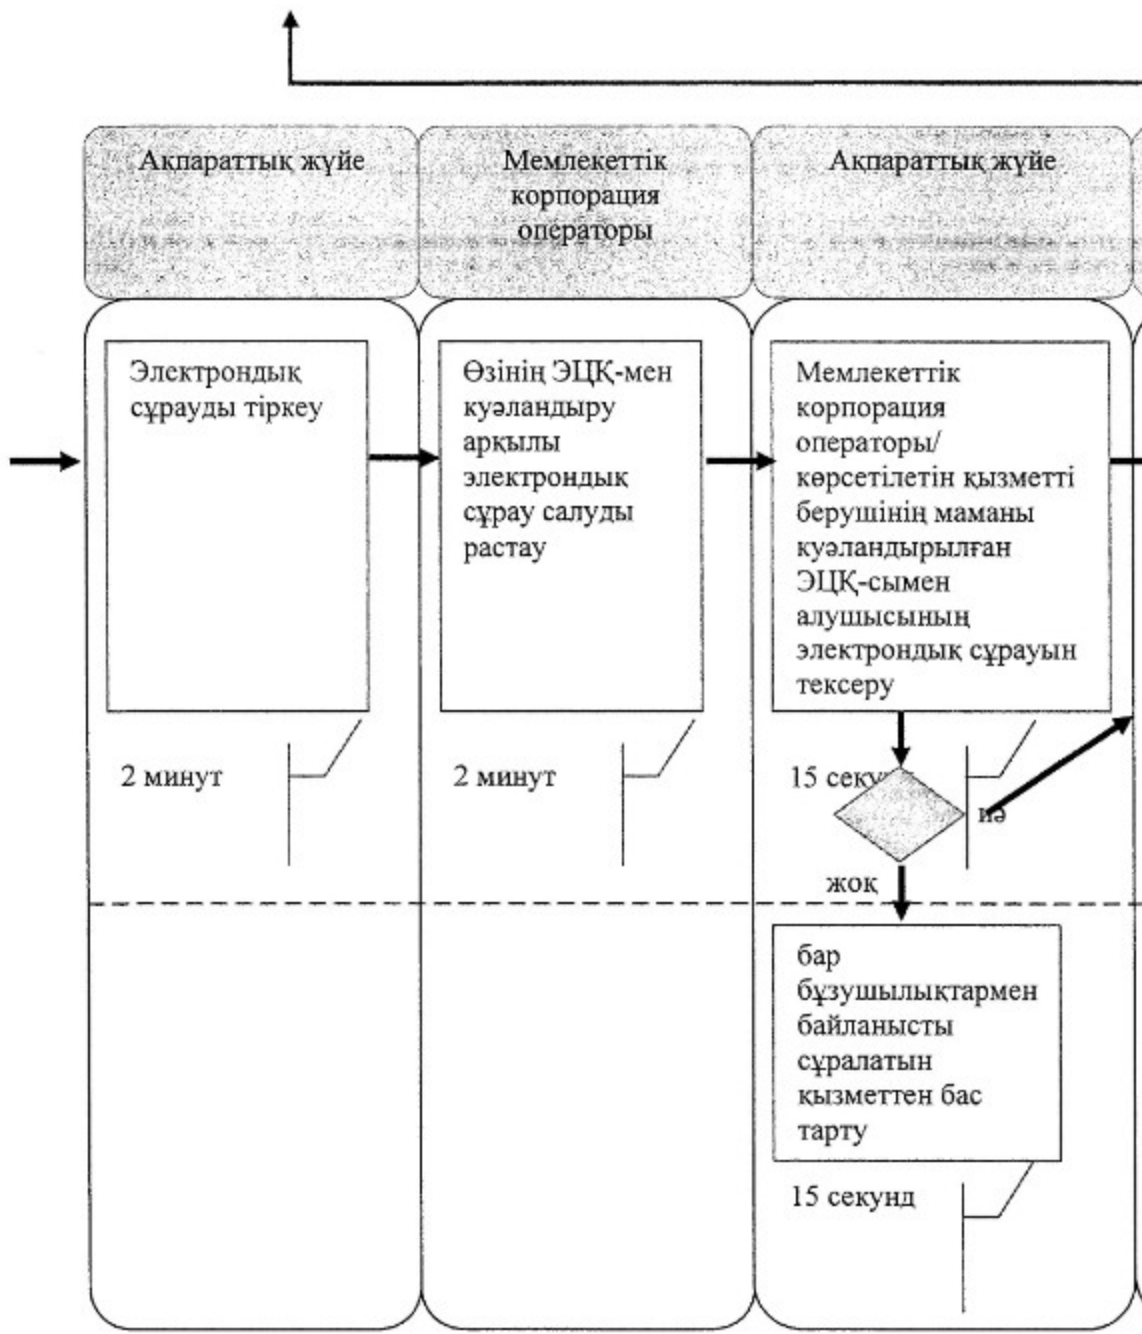 Ақпараттық жүйе
Мемлекеттік
корпорация
операторы
Ақпараттық жүйе
Электрондық
сұрауды тіркеу
Өзінің ЭЦҚ-мен
куәландыру
арқылы
электрондық
сұрау салуды
растау
Мемлекеттік
корпорация
операторы/
көрсетілетін қызметті
берушінің маманы
куәландырылған
ЭЦҚ-сымен
алушысының
электрондық сұрауын
тексеру
2 минут
2 минут
15 секунд
иә
жоқ
бар
бұзушылықтармен
байланысты
сұралатын
қызметтен бас
тарту
15 секунд